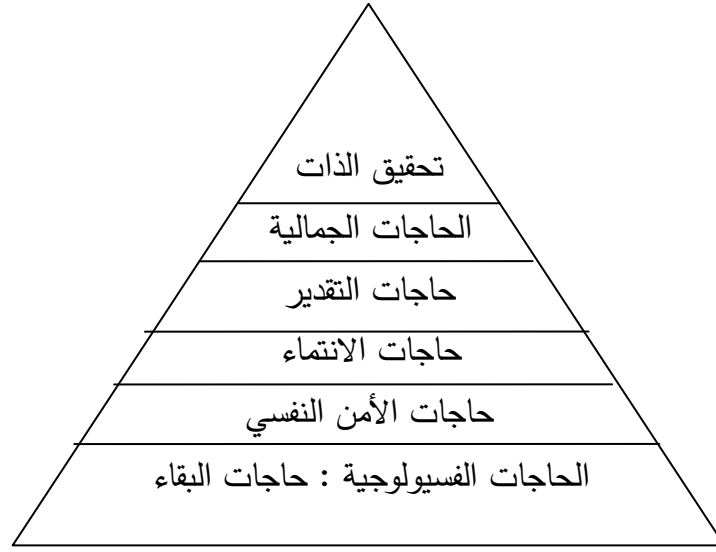 تحقيق الذات
الحاجات الجمالية
حاجات التقدير
حاجات الانتماء
حاجات الأمن النفسي
الحاجات الفسيولوجية : حاجات البقاء